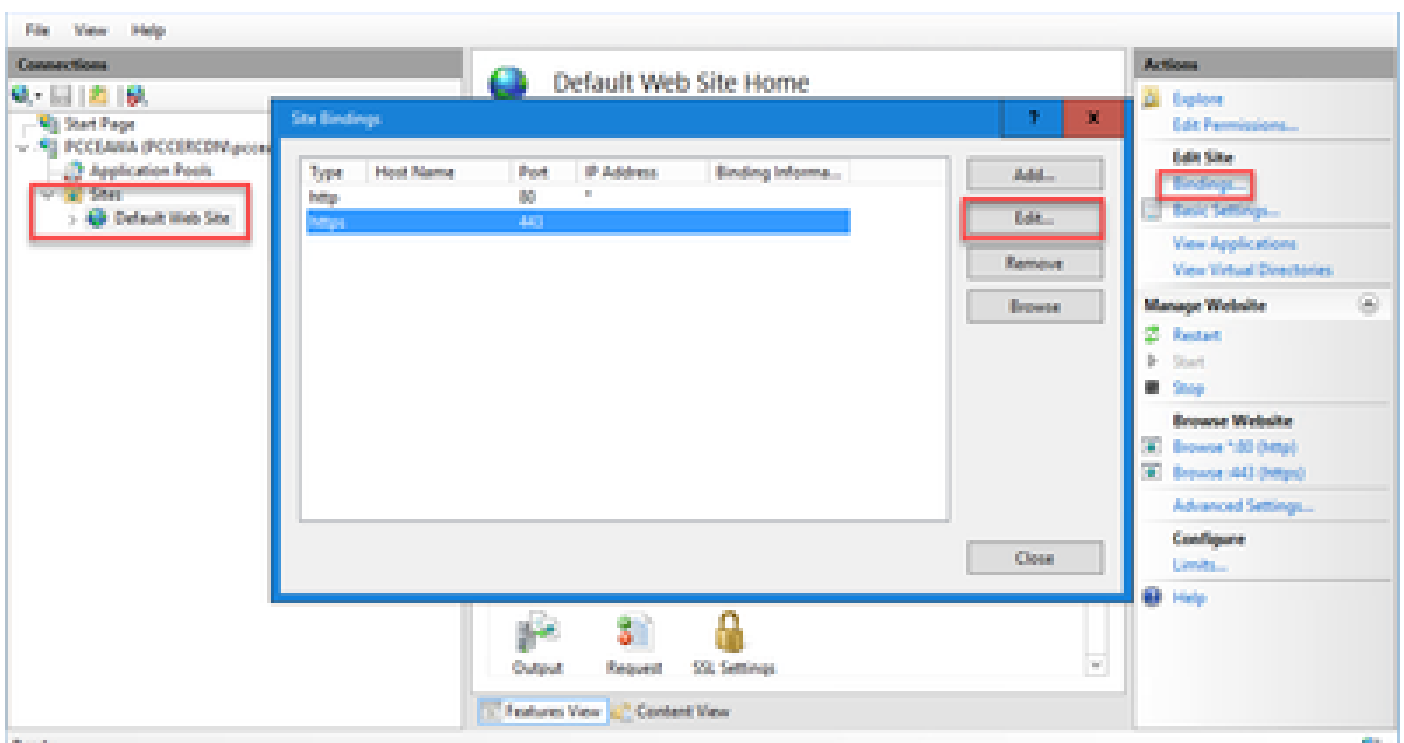 File View Help
Connections
Start Page
PCCEAWA
Application Pools
Sites
Default Web Site
Default Web Site Home
Site Bindings
? X
Type Host Name Port IP Address Binding Informa...
http 80 *
https 443
Add...
Edit...
Remove
Browse
Close
Output Request SSL Settings
Features View Content View
Actions
Explore
Edit Permissions...
Edit Site
Bindings...
Basic Settings...
View Applications
View Virtual Directories
Manage Website
Restart
Start
Stop
Browse Website
Browse *:80 (http)
Browse :443 (https)
Advanced Settings...
Configure
Limits...
Help